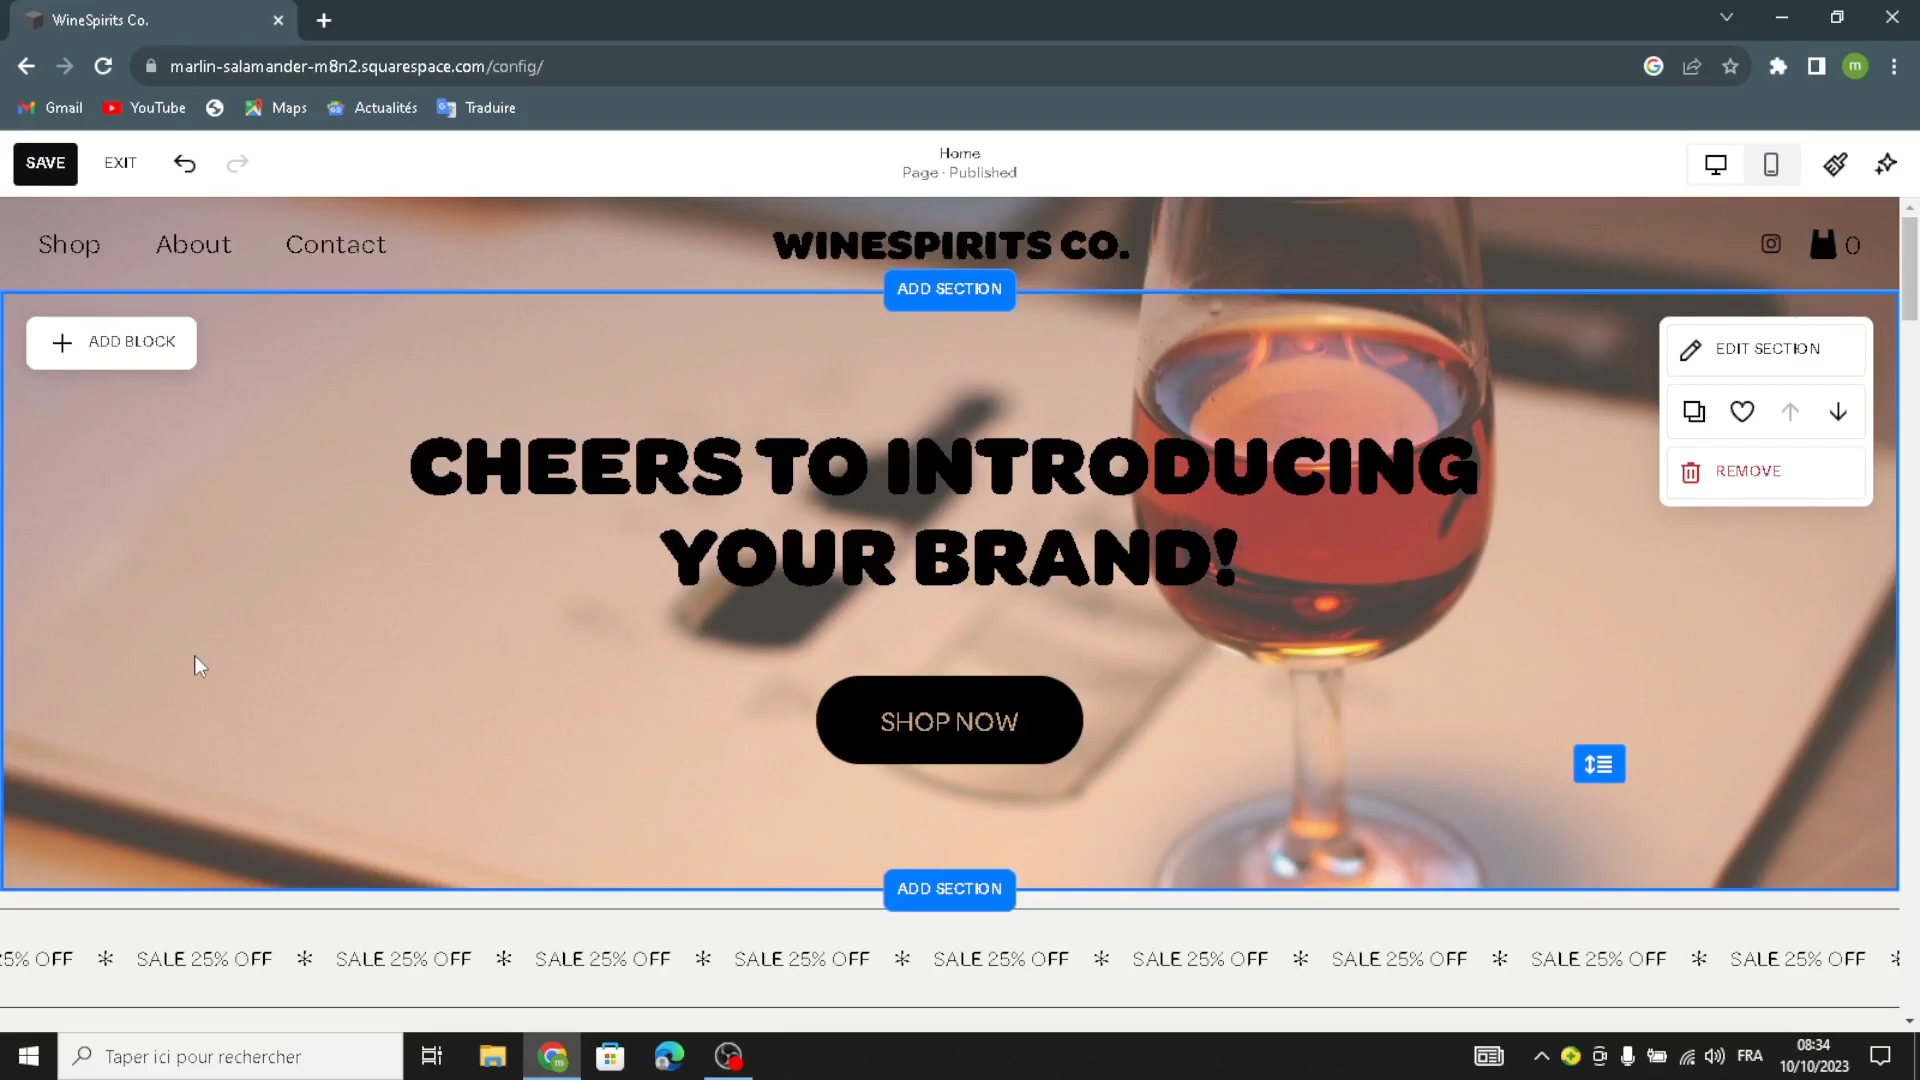 WineSpirits Co.
marlin-salamander-m8n2.squarespace.com/config/
m
Gmail YouTube Maps Actualités Traduire
SAVE EXIT
Home
Page · Published
Shop About Contact
WINESPIRITS CO.
0
ADD SECTION
ADD BLOCK
EDIT SECTION
REMOVE
CHEERS TO INTRODUCING
YOUR BRAND!
SHOP NOW
ADD SECTION
25% OFF * SALE 25% OFF * SALE 25% OFF * SALE 25% OFF * SALE 25% OFF * SALE 25% OFF * SALE 25% OFF * SALE 25% OFF * SALE 25% OFF * SALE 25% OFF *
Taper ici pour rechercher
m
FRA
08:34
10/10/2023